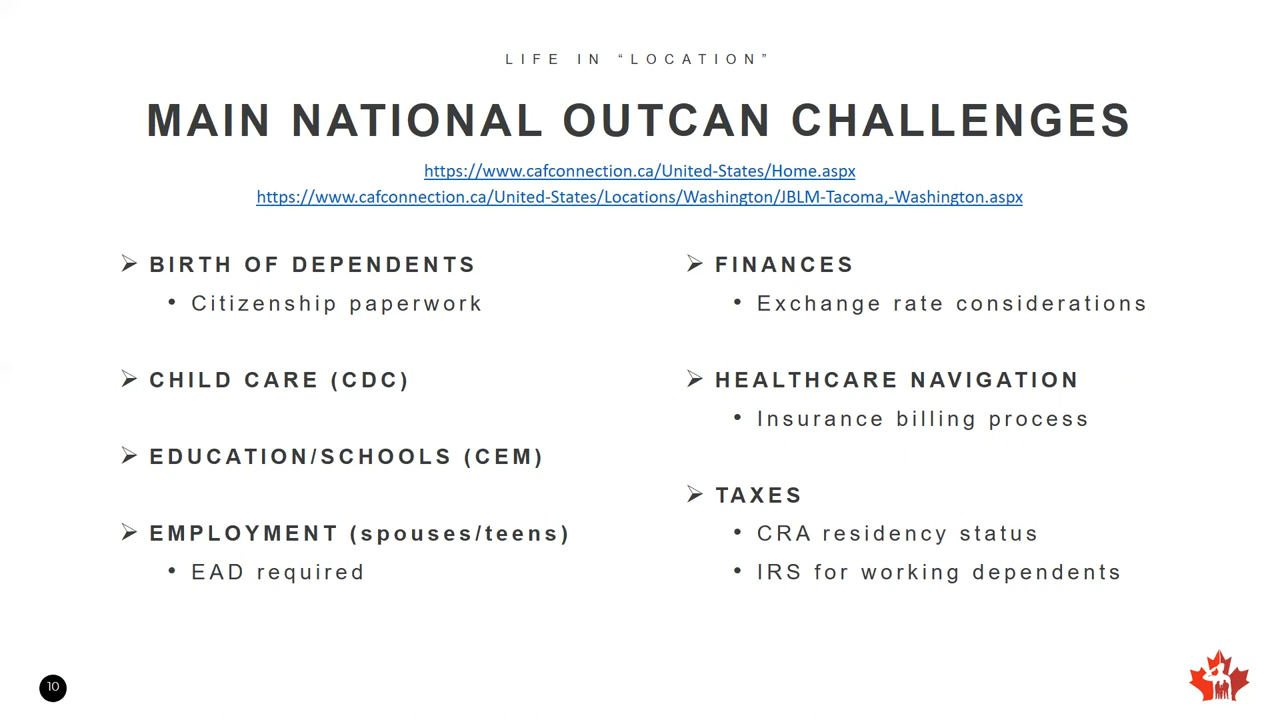 LIFE IN “LOCATION”
MAIN NATIONAL OUTCAN CHALLENGES
https://www.cafconnection.ca/United-States/Home.aspx
https://www.cafconnection.ca/United-States/Locations/Washington/JBLM-Tacoma,-Washington.aspx
➢ BIRTH OF DEPENDENTS
• Citizenship paperwork
➢ CHILD CARE (CDC)
➢ EDUCATION/SCHOOLS (CEM)
➢ EMPLOYMENT (spouses/teens)
• EAD required
➢ FINANCES
• Exchange rate considerations
➢ HEALTHCARE NAVIGATION
• Insurance billing process
➢ TAXES
• CRA residency status
• IRS for working dependents
10